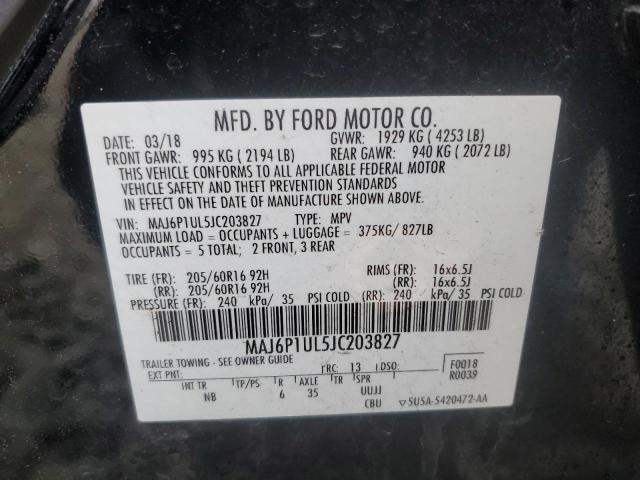 MFD. BY FORD MOTOR CO.
DATE: 03/18 GVWR: 1929 KG ( 4253 LB)
FRONT GAWR: 995 KG ( 2194 LB) REAR GAWR: 940 KG ( 2072 LB)
THIS VEHICLE CONFORMS TO ALL APPLICABLE FEDERAL MOTOR
VEHICLE SAFETY AND THEFT PREVENTION STANDARDS
IN EFFECT ON THE DATE OF MANUFACTURE SHOWN ABOVE
VIN: MAJ6P1UL5JC203827 TYPE: MPV
MAXIMUM LOAD = OCCUPANTS + LUGGAGE = 375KG/ 827LB
OCCUPANTS = 5 TOTAL; 2 FRONT, 3 REAR
TIRE (FR): 205/60R16 92H RIMS (FR): 16x6.5J
(RR): 205/60R16 92H (RR): 16x6.5J
PRESSURE (FR): 240 kPa/ 35 PSI COLD (RR): 240 kPa/ 35 PSI COLD
MAJ6P1UL5JC203827
TRAILER TOWING - SEE OWNER GUIDE
EXT PNT: RC: 13 DSO: F0018
R0039
INT TR TP/PS R AXLE TR SPR
NB 6 35 UUJJ
CBU 5U5A-5420472-AA